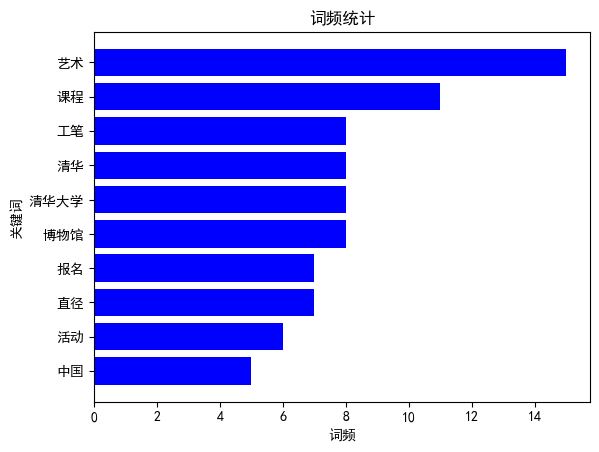 词频统计
艺术
课程
工笔
清华
清华大学
博物馆
报名
直径
活动
中国
关键词
0 2 4 6 8 10 12 14
词频